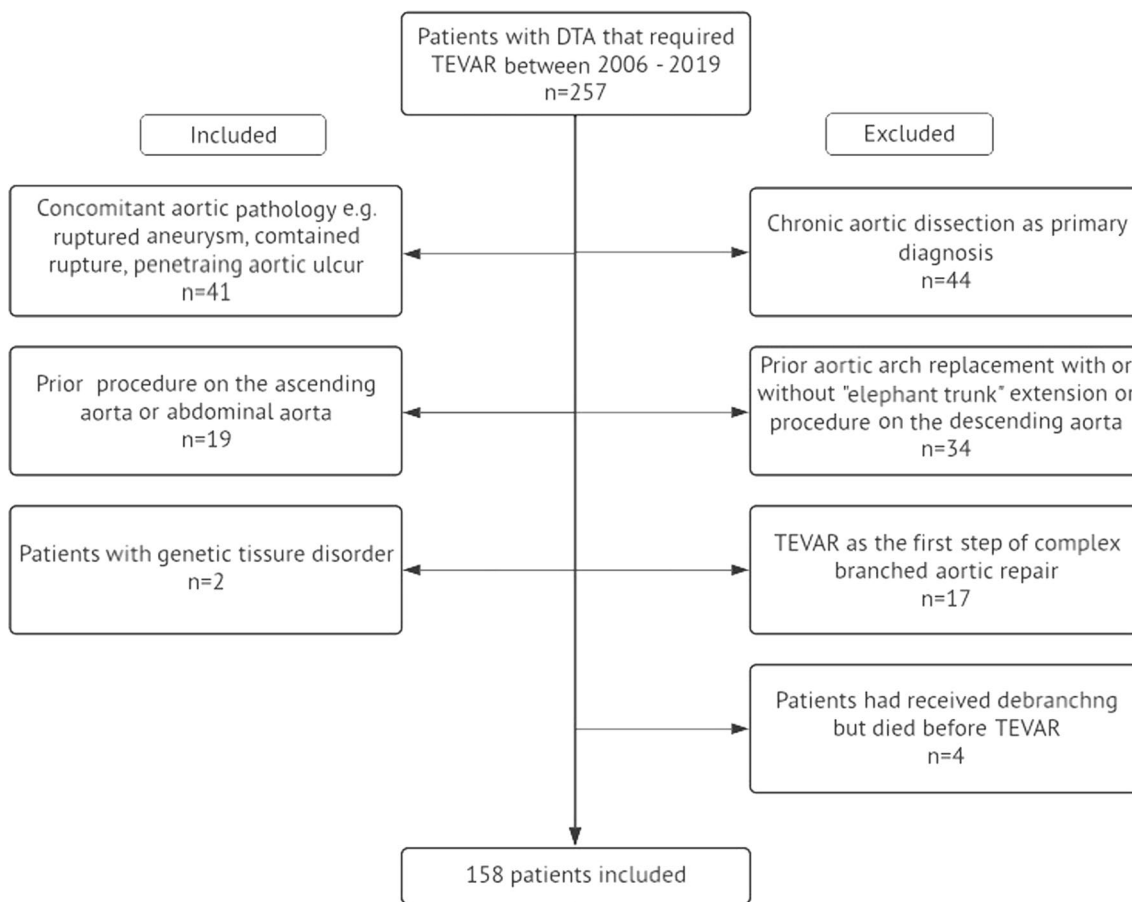 Patients with DTA that required
TEVAR between 2006 - 2019
n=257
Included
Excluded
Concomitant aortic pathology e.g.
ruptured aneurysm, comtained
rupture, penetraing aortic ulcur
n=41
Chronic aortic dissection as primary
diagnosis
n=44
Prior procedure on the ascending
aorta or abdominal aorta
n=19
Prior aortic arch replacement with or
without "elephant trunk" extension or
procedure on the descending aorta
n=34
Patients with genetic tissure disorder
n=2
TEVAR as the first step of complex
branched aortic repair
n=17
Patients had received debranchng
but died before TEVAR
n=4
158 patients included